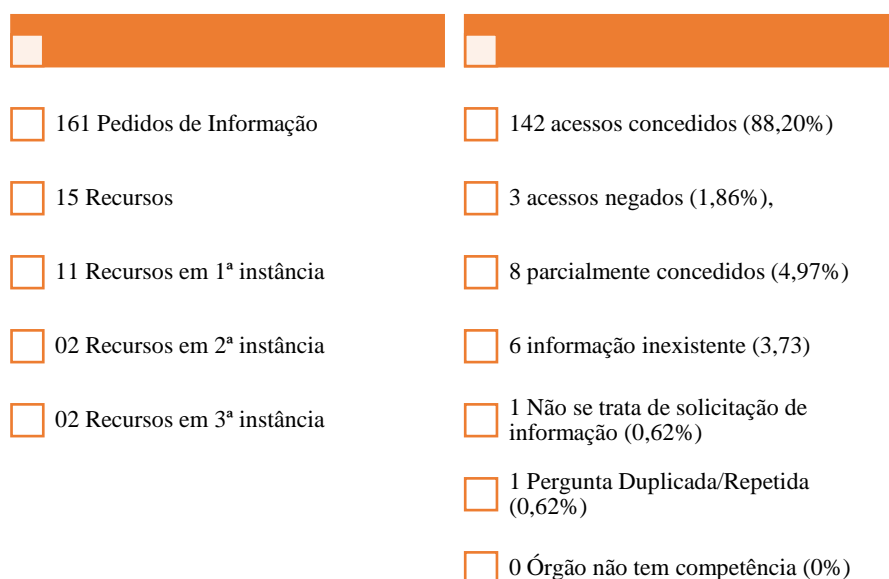 161 Pedidos de Informação
15 Recursos
11 Recursos em 1ª instância
02 Recursos em 2ª instância
02 Recursos em 3ª instância
142 acessos concedidos (88,20%)
3 acessos negados (1,86%),
8 parcialmente concedidos (4,97%)
6 informação inexistente (3,73)
1 Não se trata de solicitação de
informação (0,62%)
1 Pergunta Duplicada/Repetida
(0,62%)
0 Órgão não tem competência (0%)